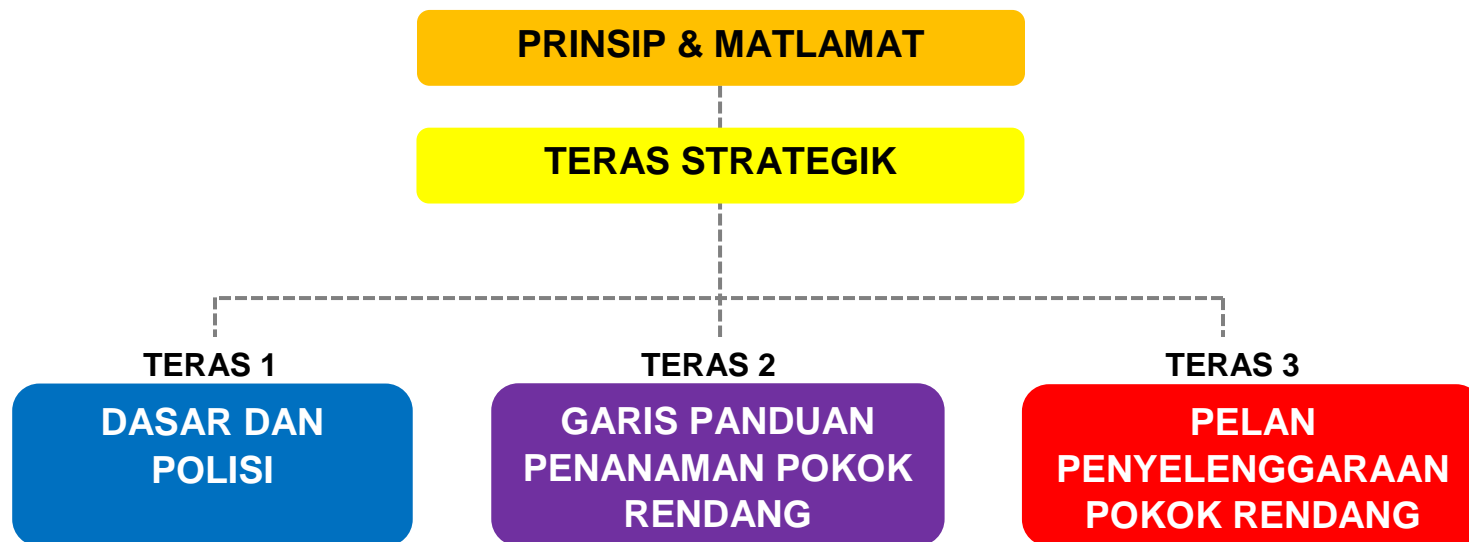 PRINSIP & MATLAMAT
TERAS STRATEGIK
TERAS 1
DASAR DAN
POLISI
TERAS 2
GARIS PANDUAN
PENANAMAN POKOK
RENDANG
TERAS 3
PELAN
PENYELENGGARAAN
POKOK RENDANG